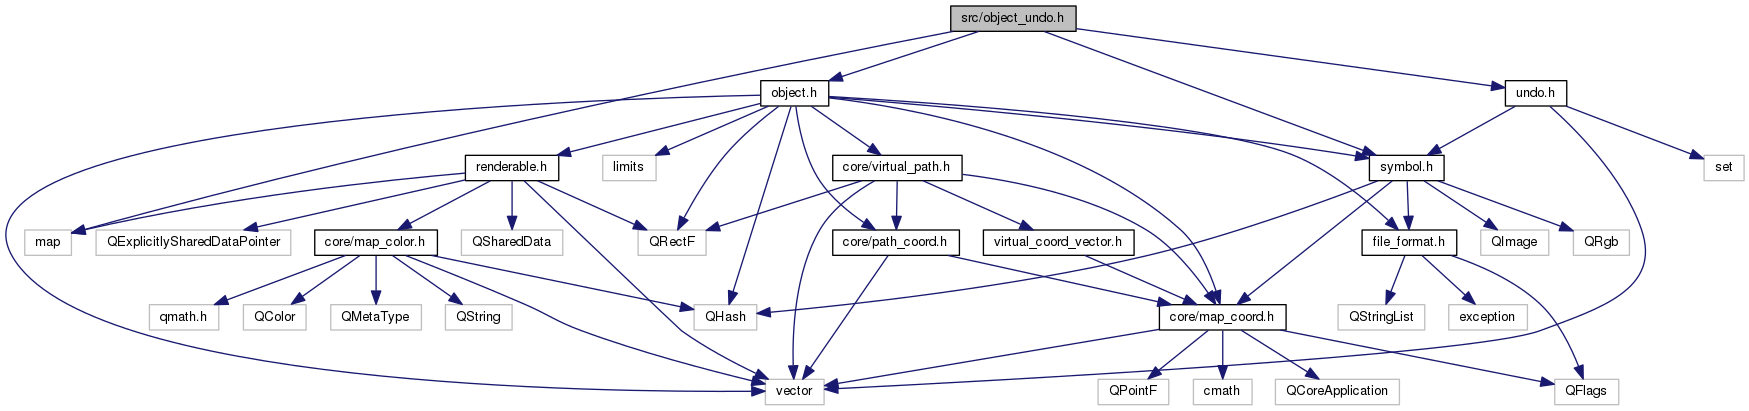 src/object_undo.h
object.h
undo.h
renderable.h
limits
core/virtual_path.h
symbol.h
set
map
QExplicitlySharedDataPointer
core/map_color.h
QSharedData
QRectF
core/path_coord.h
virtual_coord_vector.h
file_format.h
QImage
QRgb
qmath.h
QColor
QMetaType
QString
QHash
core/map_coord.h
QStringList
exception
vector
QPointF
cmath
QCoreApplication
QFlags